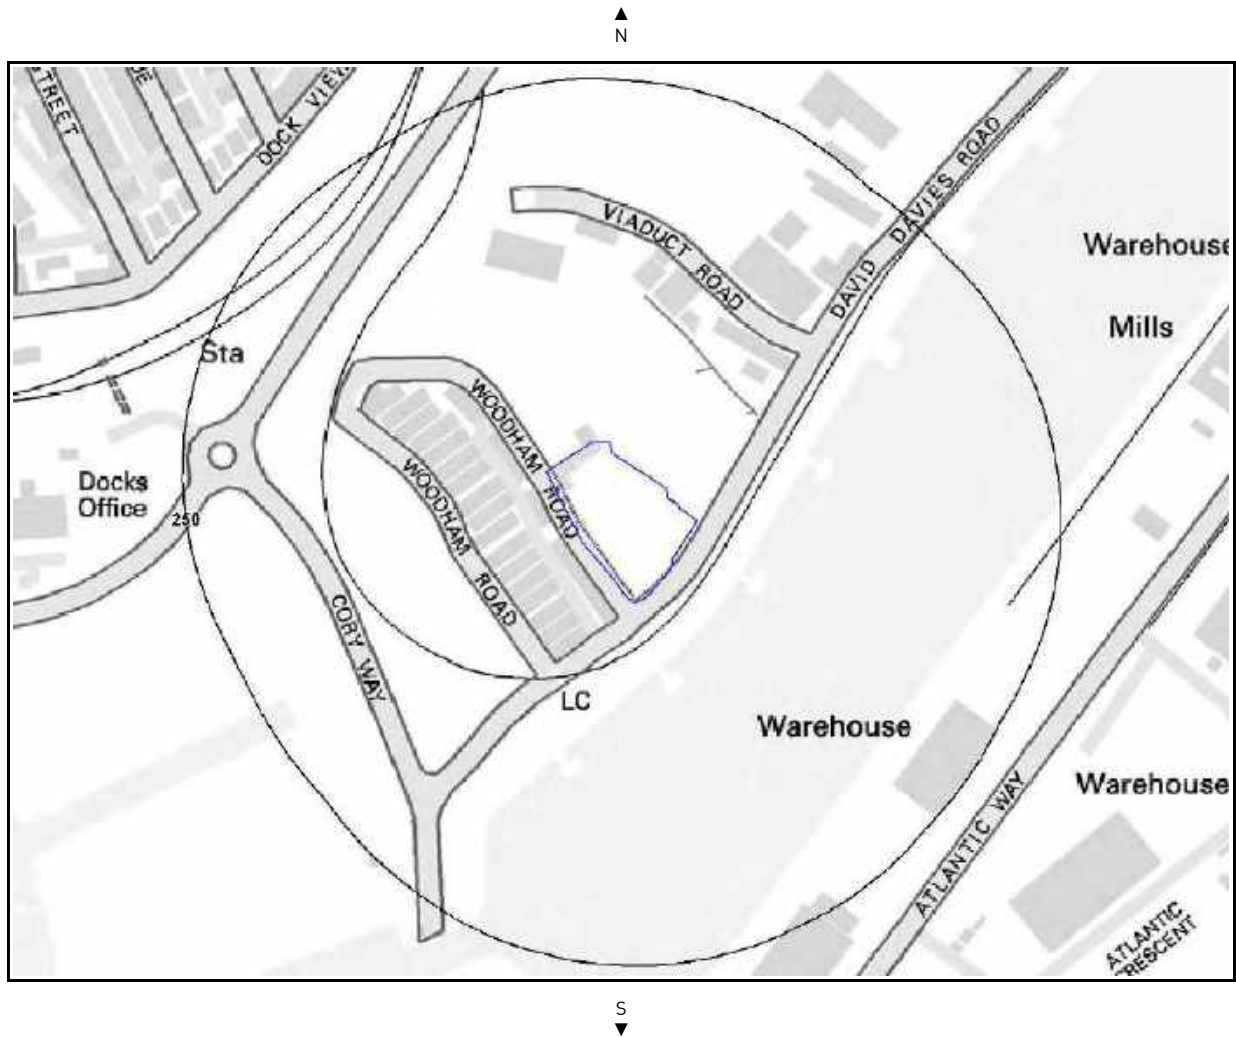 N
STREET
DOCK VIEW
VIADUCT ROAD
DAVID DAVIES ROAD
Warehouse
Mills
Sta
WOODHAM ROAD
WOODHAM ROAD
Docks
Office
250
CORY WAY
LC
Warehouse
Warehouse
ATLANTIC WAY
ATLANTIC
CRESCENT
S